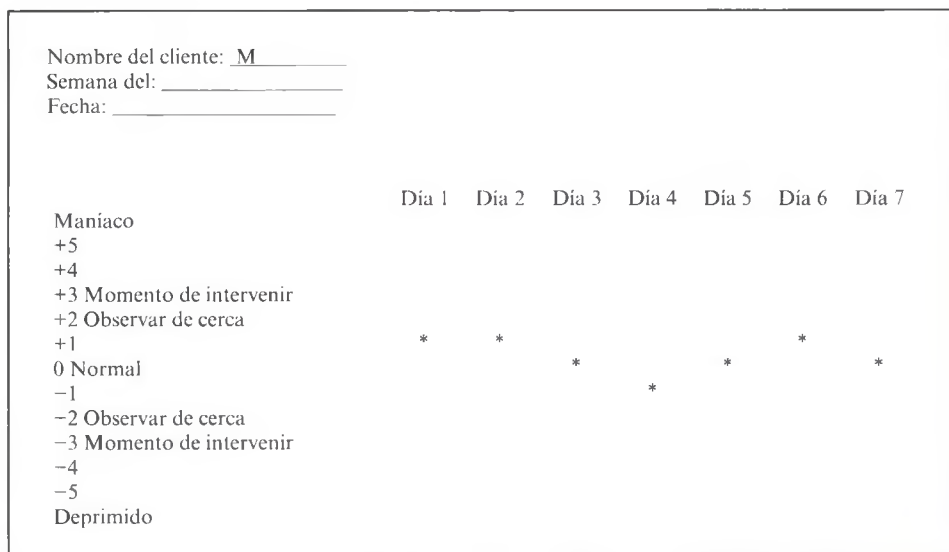 Nombre del cliente: M
Semana del:
Fecha:
Día 1 Día 2 Día 3 Día 4 Día 5 Día 6 Día 7
Maníaco
+5
+4
+3 Momento de intervenir
+2 Observar de cerca
+1 * * *
0 Normal * * *
−1 *
−2 Observar de cerca
−3 Momento de intervenir
−4
−5
Deprimido